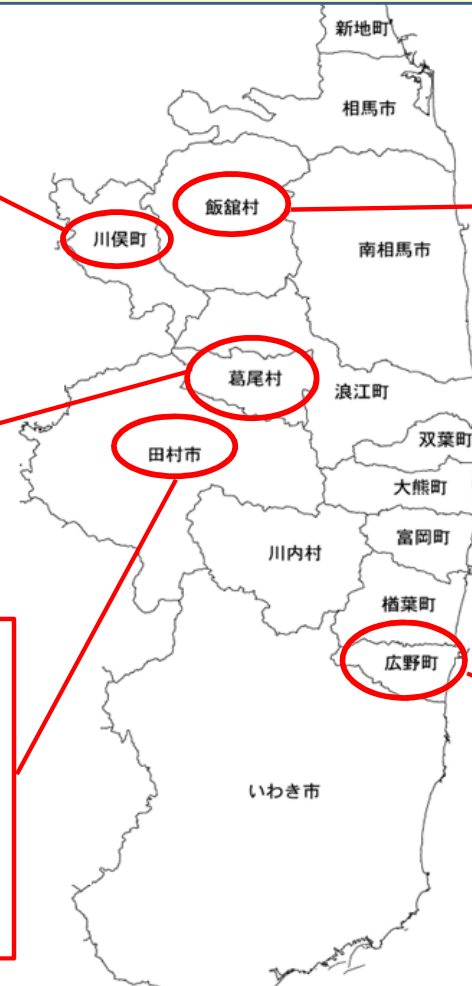 新地町
相馬市
飯舘村
川俣町
南相馬市
葛尾村
浪江町
双葉町
田村市
大熊町
富岡町
川内村
楢葉町
広野町
いわき市